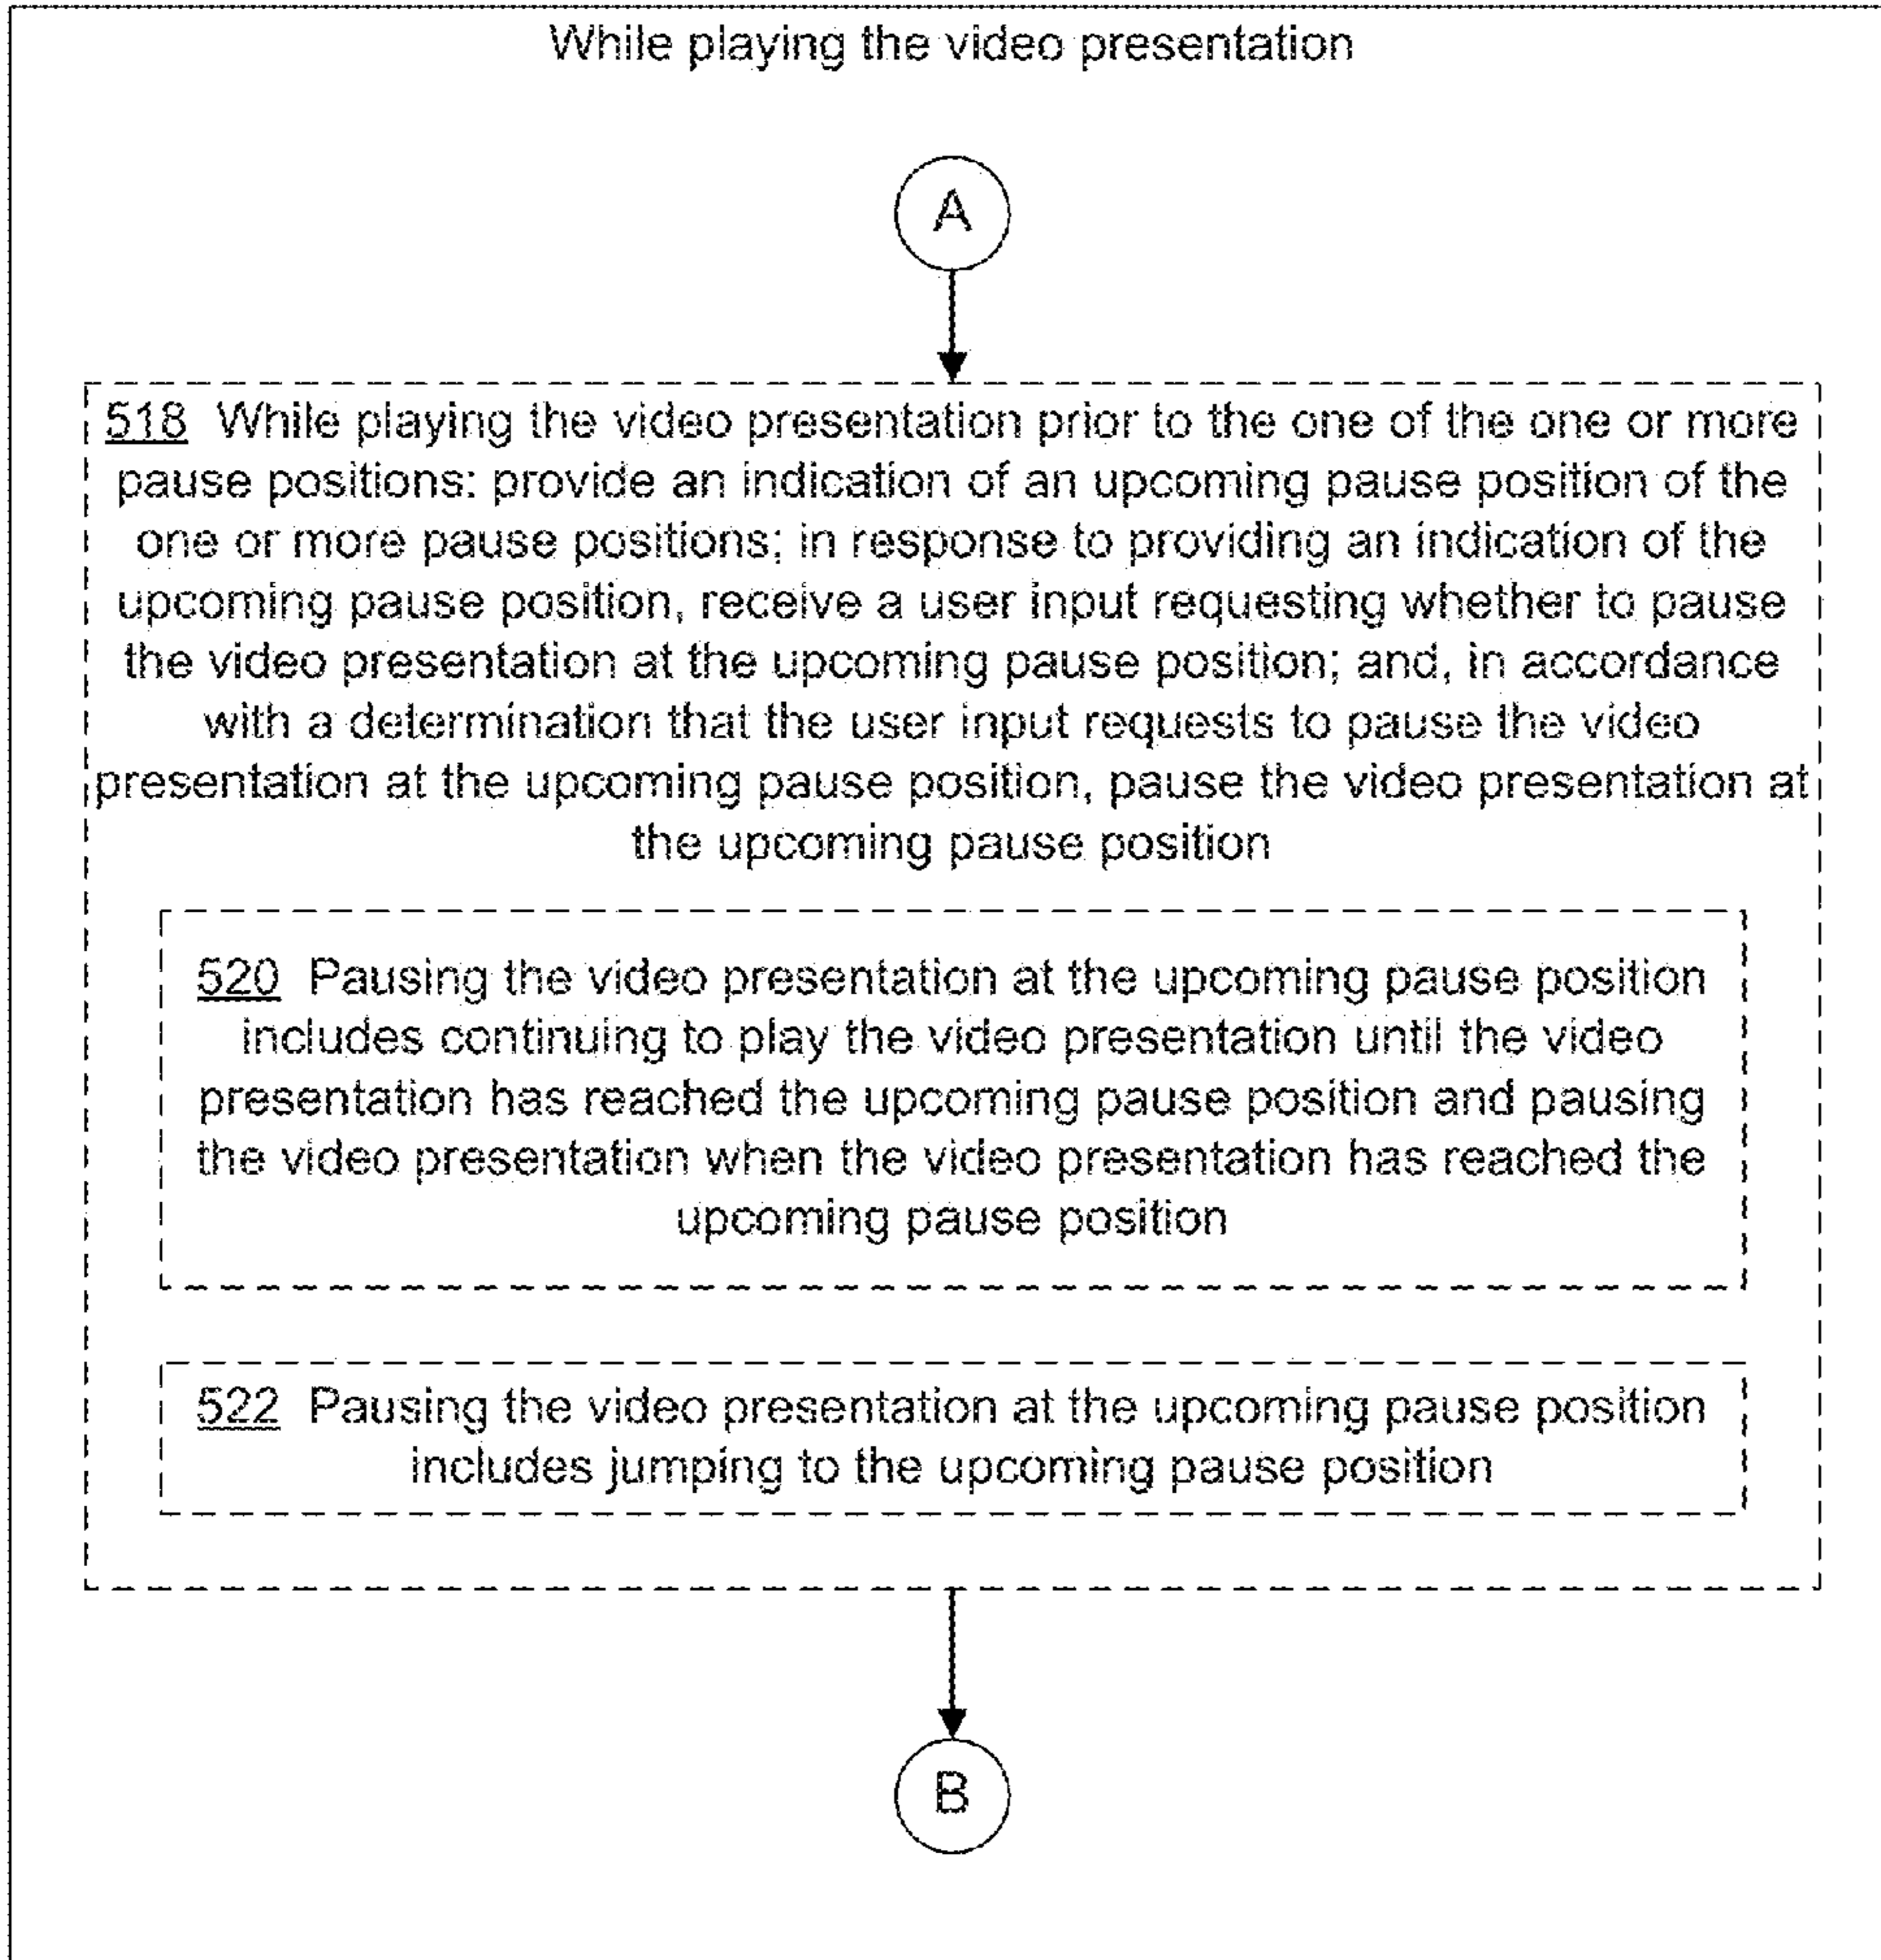 While playing the video presentation
A
518 While playing the video presentation prior to the one of the one or more
pause positions: provide an indication of an upcoming pause position of the
one or more pause positions; in response to providing an indication of the
upcoming pause position, receive a user input requesting whether to pause
the video presentation at the upcoming pause position; and, in accordance
with a determination that the user input requests to pause the video
presentation at the upcoming pause position, pause the video presentation at
the upcoming pause position
520 Pausing the video presentation at the upcoming pause position
includes continuing to play the video presentation until the video
presentation has reached the upcoming pause position and pausing
the video presentation when the video presentation has reached the
upcoming pause position
522 Pausing the video presentation at the upcoming pause position
includes jumping to the upcoming pause position
B